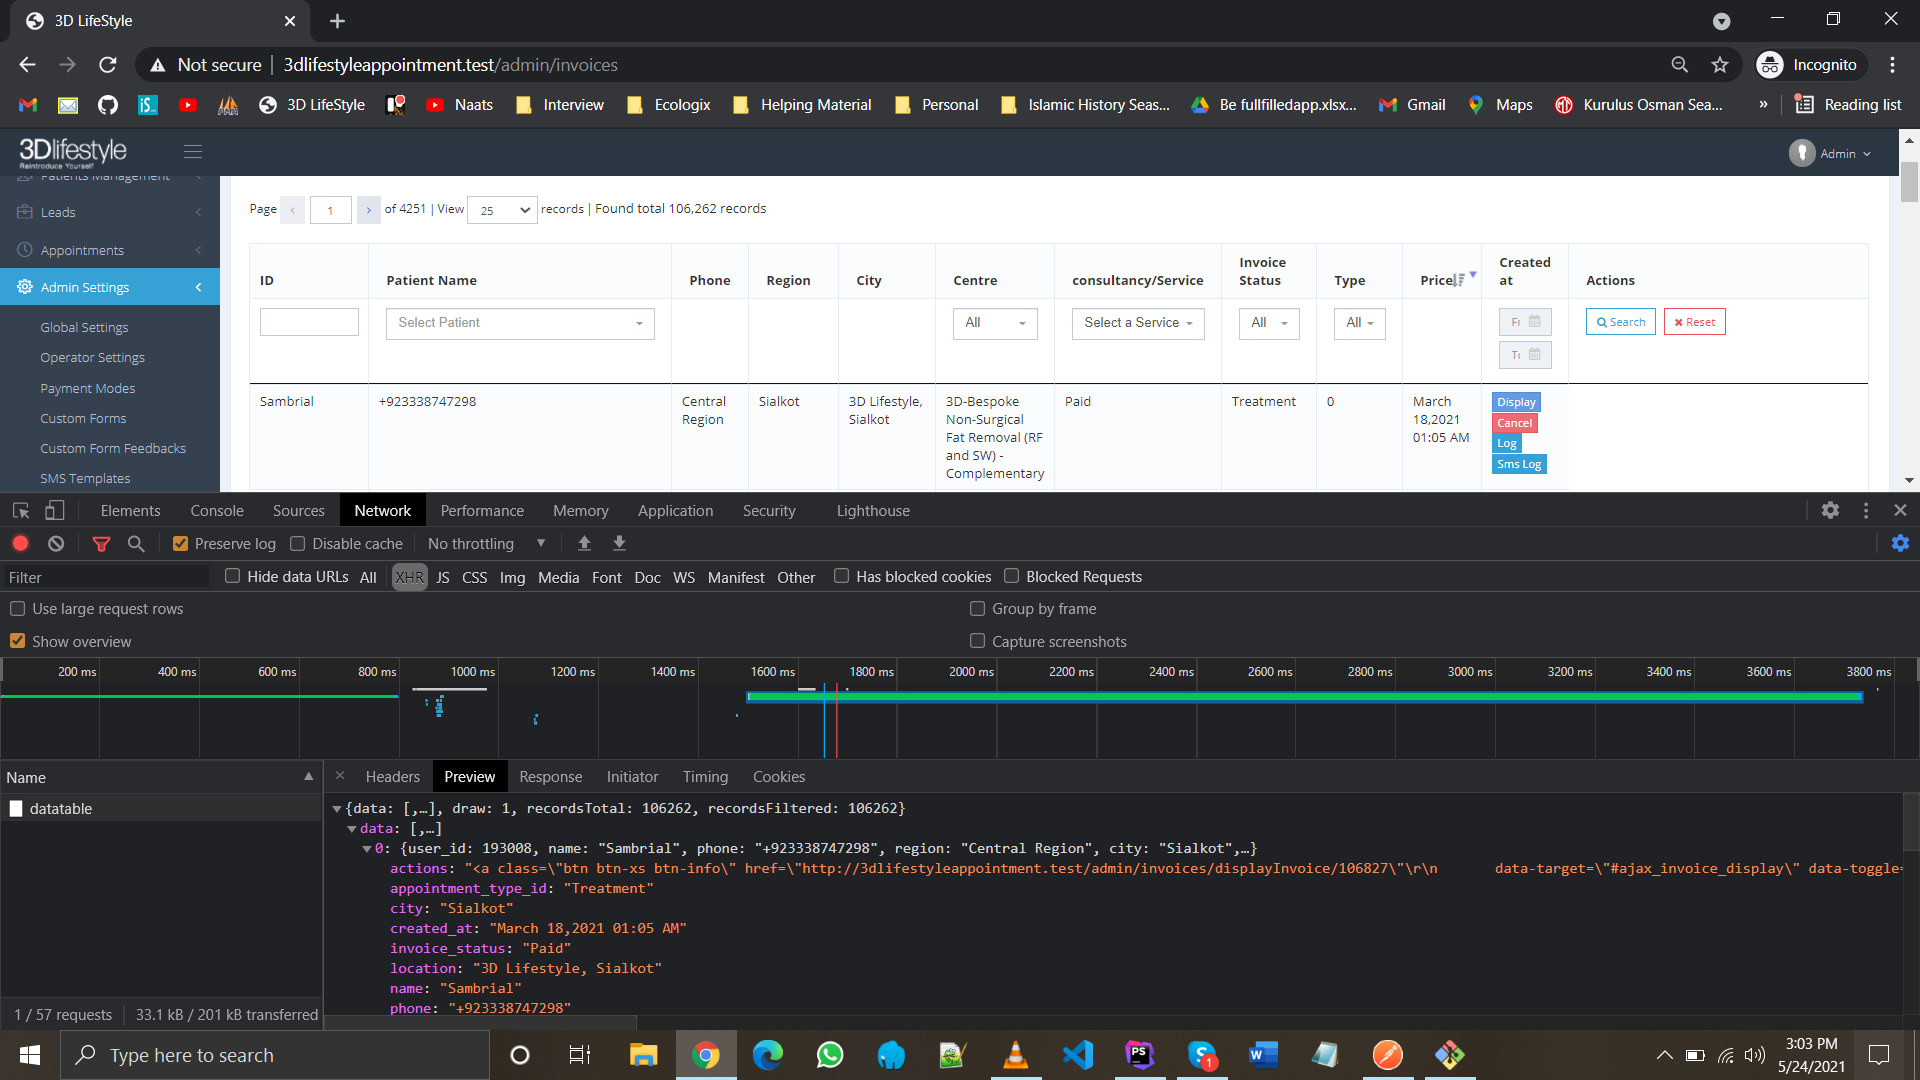 3D LifeStyle
Not secure | 3dlifestyleappointment.test/admin/invoices
Incognito
3D LifeStyle
Naats
Interview
Ecologix
Helping Material
Personal
Islamic History Seas...
Be fullfilledapp.xlsx...
Gmail
Maps
Kurulus Osman Sea...
»
Reading list
3Dlifestyle
Reintroduce Yourself
Admin
Patients Management
Leads
Appointments
Admin Settings
Global Settings
Operator Settings
Payment Modes
Custom Forms
Custom Form Feedbacks
SMS Templates
Page 1 of 4251 | View 25 records | Found total 106,262 records
ID
Patient Name
Phone
Region
City
Centre
consultancy/Service
Invoice
Status
Type
Price
Created
at
Actions
Select Patient
All
Select a Service
All
All
Fr
To
Search
Reset
Sambrial
+923338747298
Central
Region
Sialkot
3D Lifestyle,
Sialkot
3D-Bespoke
Non-Surgical
Fat Removal (RF
and SW) -
Complementary
Paid
Treatment
0
March
18,2021
01:05 AM
Display
Cancel
Log
Sms Log
Elements Console Sources Network Performance Memory Application Security Lighthouse
Preserve log Disable cache No throttling
Filter Hide data URLs All XHR JS CSS Img Media Font Doc WS Manifest Other Has blocked cookies Blocked Requests
Use large request rows Group by frame
Show overview Capture screenshots
200 ms 400 ms 600 ms 800 ms 1000 ms 1200 ms 1400 ms 1600 ms 1800 ms 2000 ms 2200 ms 2400 ms 2600 ms 2800 ms 3000 ms 3200 ms 3400 ms 3600 ms 3800 ms
Name
datatable
1 / 57 requests 33.1 kB / 201 kB transferred
Headers Preview Response Initiator Timing Cookies
{data: [,…], draw: 1, recordsTotal: 106262, recordsFiltered: 106262}
data: [,…]
0: {user_id: 193008, name: "Sambrial", phone: "+923338747298", region: "Central Region", city: "Sialkot",…}
actions: "<a class=\"btn btn-xs btn-info\" href=\"http://3dlifestyleappointment.test/admin/invoices/displayInvoice/106827\"\r\n data-target=\"#ajax_invoice_display\" data-toggle=
appointment_type_id: "Treatment"
city: "Sialkot"
created_at: "March 18,2021 01:05 AM"
invoice_status: "Paid"
location: "3D Lifestyle, Sialkot"
name: "Sambrial"
phone: "+923338747298"
Type here to search
3:03 PM
5/24/2021